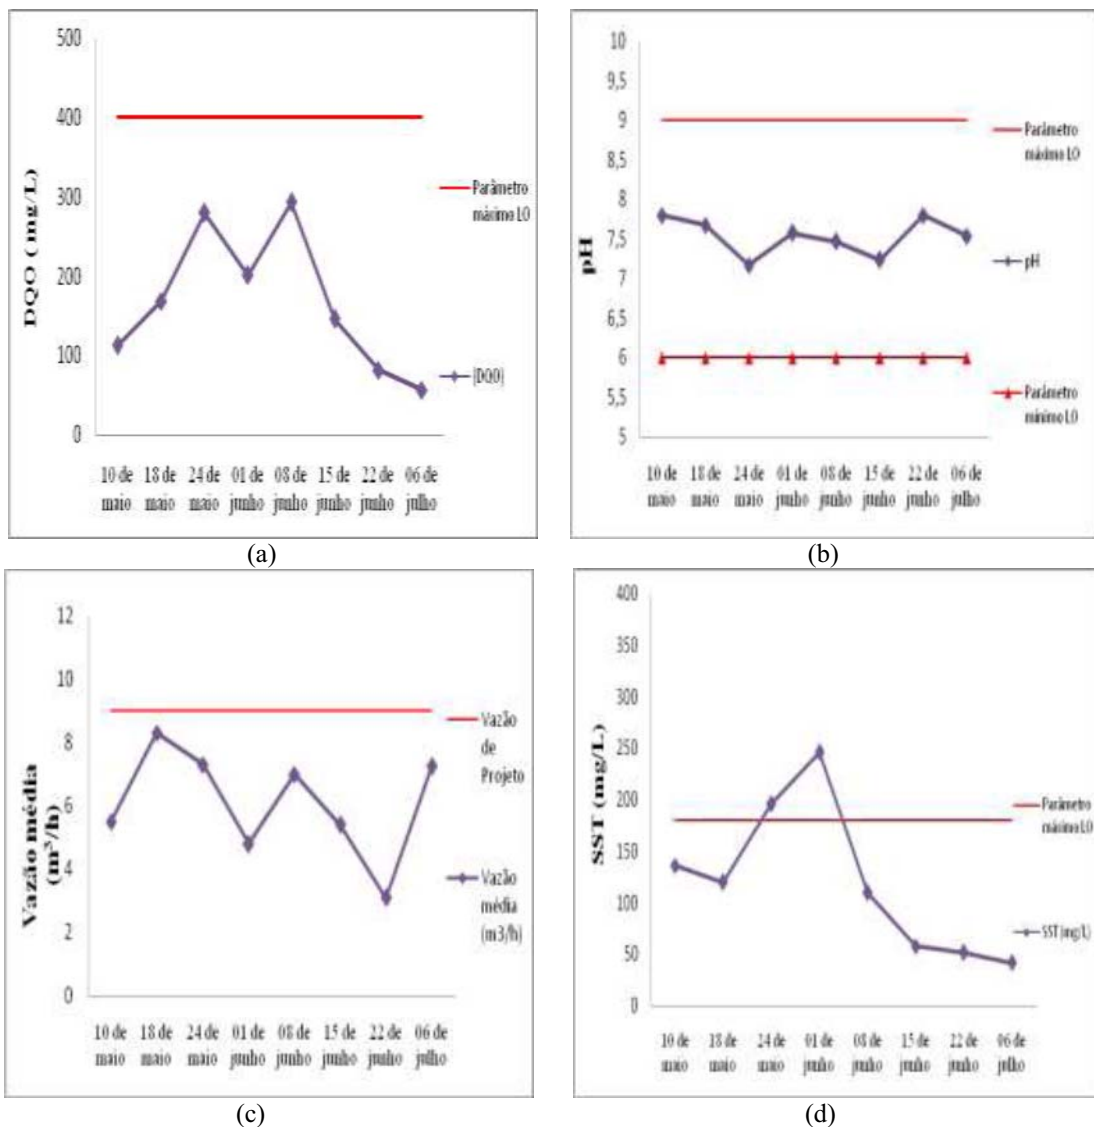 500
400
300
200
100
0
DQO ( mg/L)
10 de
maio
18 de
maio
24 de
maio
01 de
junho
08 de
junho
15 de
junho
22 de
junho
06 de
julho
Parâmetro
máximo LO
[DQO]
(a)
10
9,5
9
8,5
8
7,5
7
6,5
6
5,5
5
pH
10 de
maio
18 de
maio
24 de
maio
01 de
junho
08 de
junho
15 de
junho
22 de
junho
06 de
julho
Parâmetro
máximo LO
pH
Parâmetro
mínimo LO
(b)
12
10
8
6
4
2
0
Vazão média
(m³/h)
10 de
maio
18 de
maio
24 de
maio
01 de
junho
08 de
junho
15 de
junho
22 de
junho
06 de
julho
Vazão
de
Projeto
Vazão
média
(m3/h)
(c)
400
350
300
250
200
150
100
50
0
SST (mg/L)
10 de
maio
18 de
maio
24 de
maio
01 de
junho
08 de
junho
15 de
junho
22 de
junho
06 de
julho
Parâmetro
máximo LO
SST (mg/L)
(d)